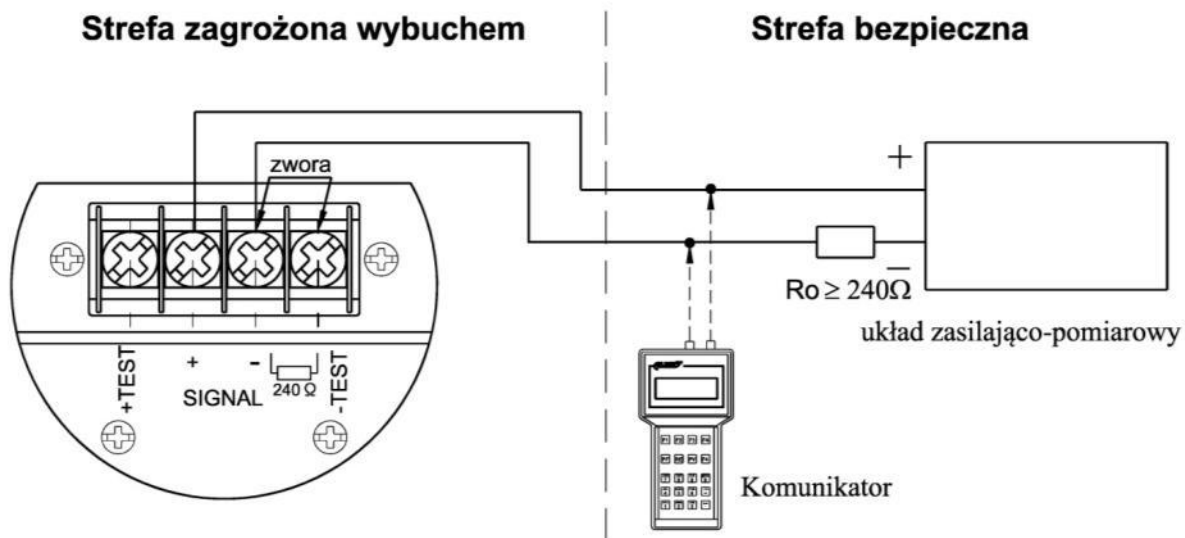 Strefa zagrożona wybuchem
Strefa bezpieczna
zwora
+
−
Ro ≥ 240Ω
układ zasilająco-pomiarowy
+TEST
+
-
240 Ω
-TEST
SIGNAL
Komunikator